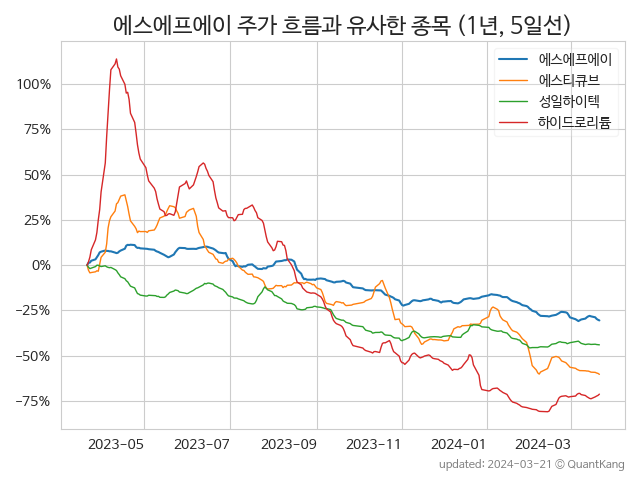 에스에프에이 주가 흐름과 유사한 종목 (1년, 5일선)
에스에프에이
에스티큐브
성일하이텍
하이드로리튬
100%
75%
50%
25%
0%
−25%
−50%
−75%
2023-05 2023-07 2023-09 2023-11 2024-01 2024-03
updated: 2024-03-21 © QuantKang